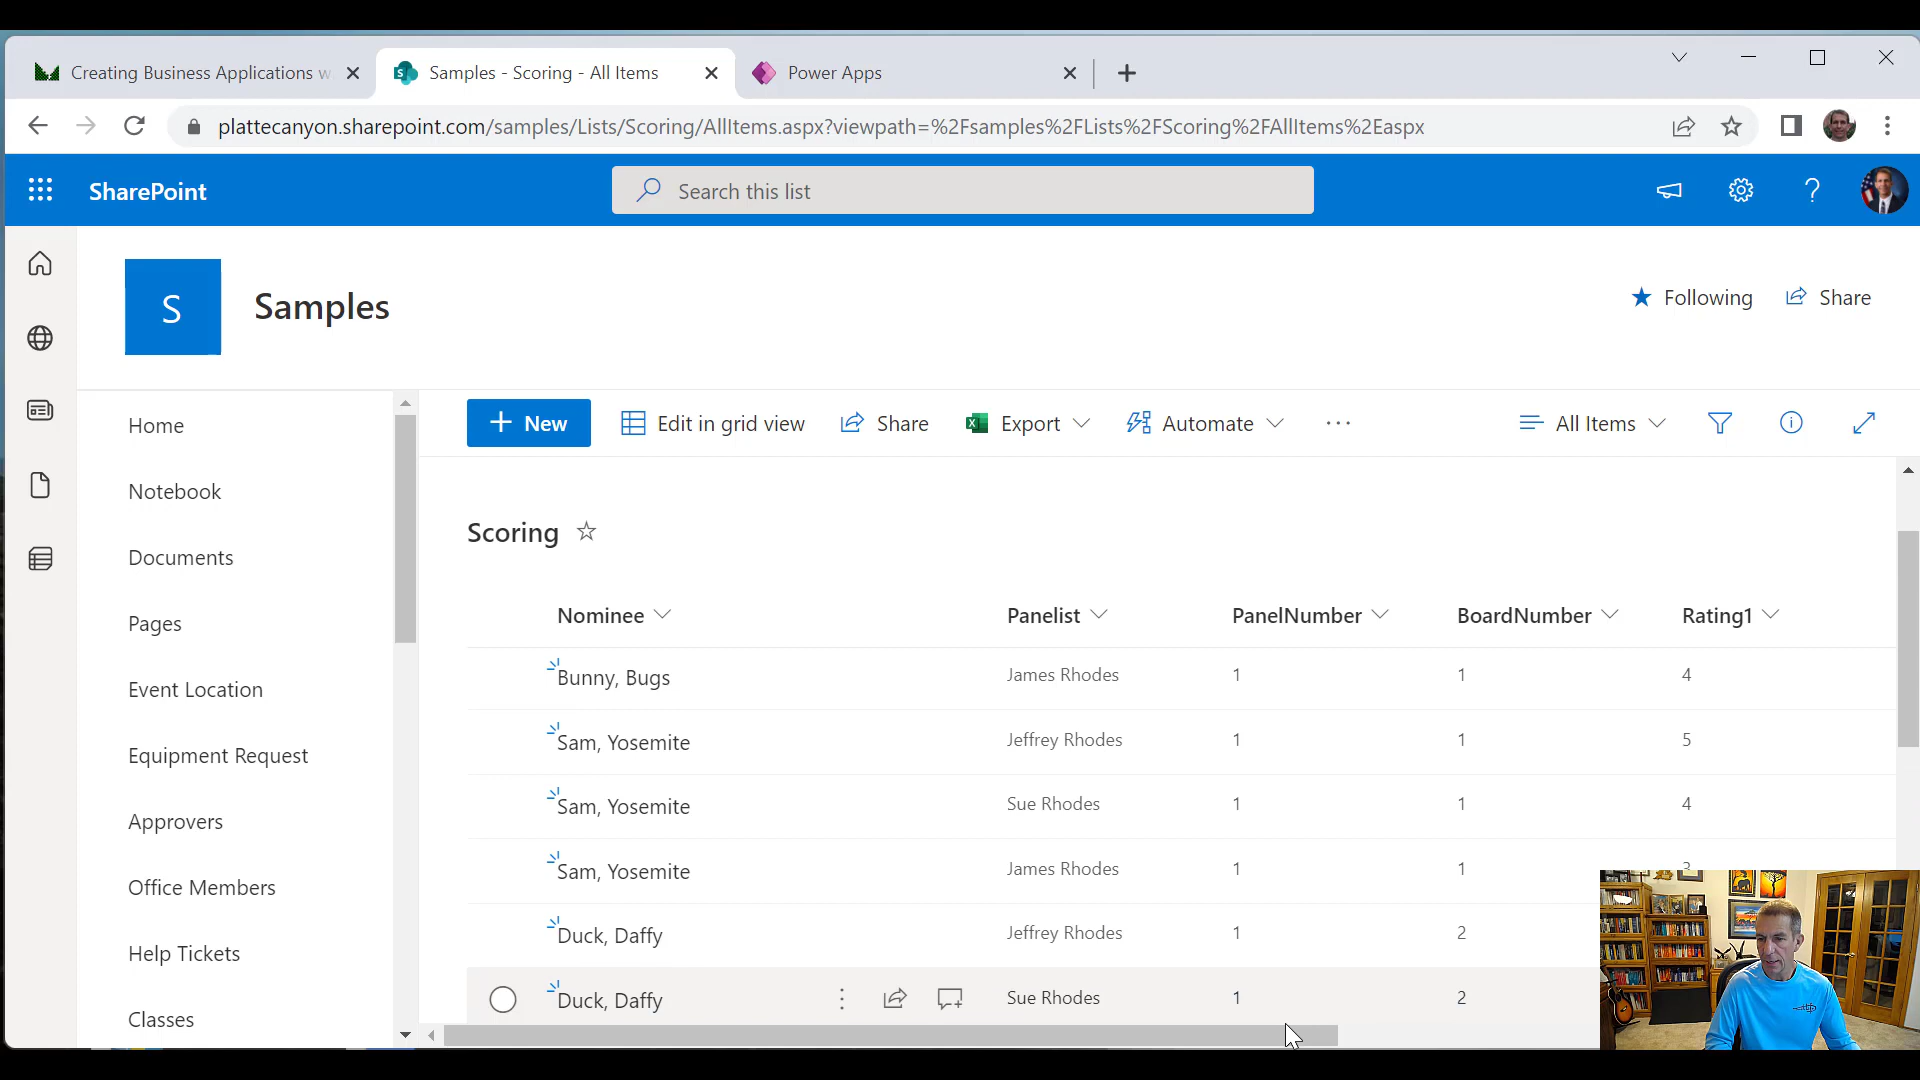 Creating Business Applications w
Samples - Scoring - All Items
Power Apps
plattecanyon.sharepoint.com/samples/Lists/Scoring/AllItems.aspx?viewpath=%2Fsamples%2FLists%2FScoring%2FAllItems%2Easpx
SharePoint
Search this list
S
Samples
Following
Share
Home
Notebook
Documents
Pages
Event Location
Equipment Request
Approvers
Office Members
Help Tickets
Classes
New
Edit in grid view
Share
Export
Automate
All Items
Scoring
Nominee Panelist PanelNumber BoardNumber Rating1
Bunny, Bugs James Rhodes 1 1 4
Sam, Yosemite Jeffrey Rhodes 1 1 5
Sam, Yosemite Sue Rhodes 1 1 4
Sam, Yosemite James Rhodes 1 1
Duck, Daffy Jeffrey Rhodes 1 2
Duck, Daffy Sue Rhodes 1 2